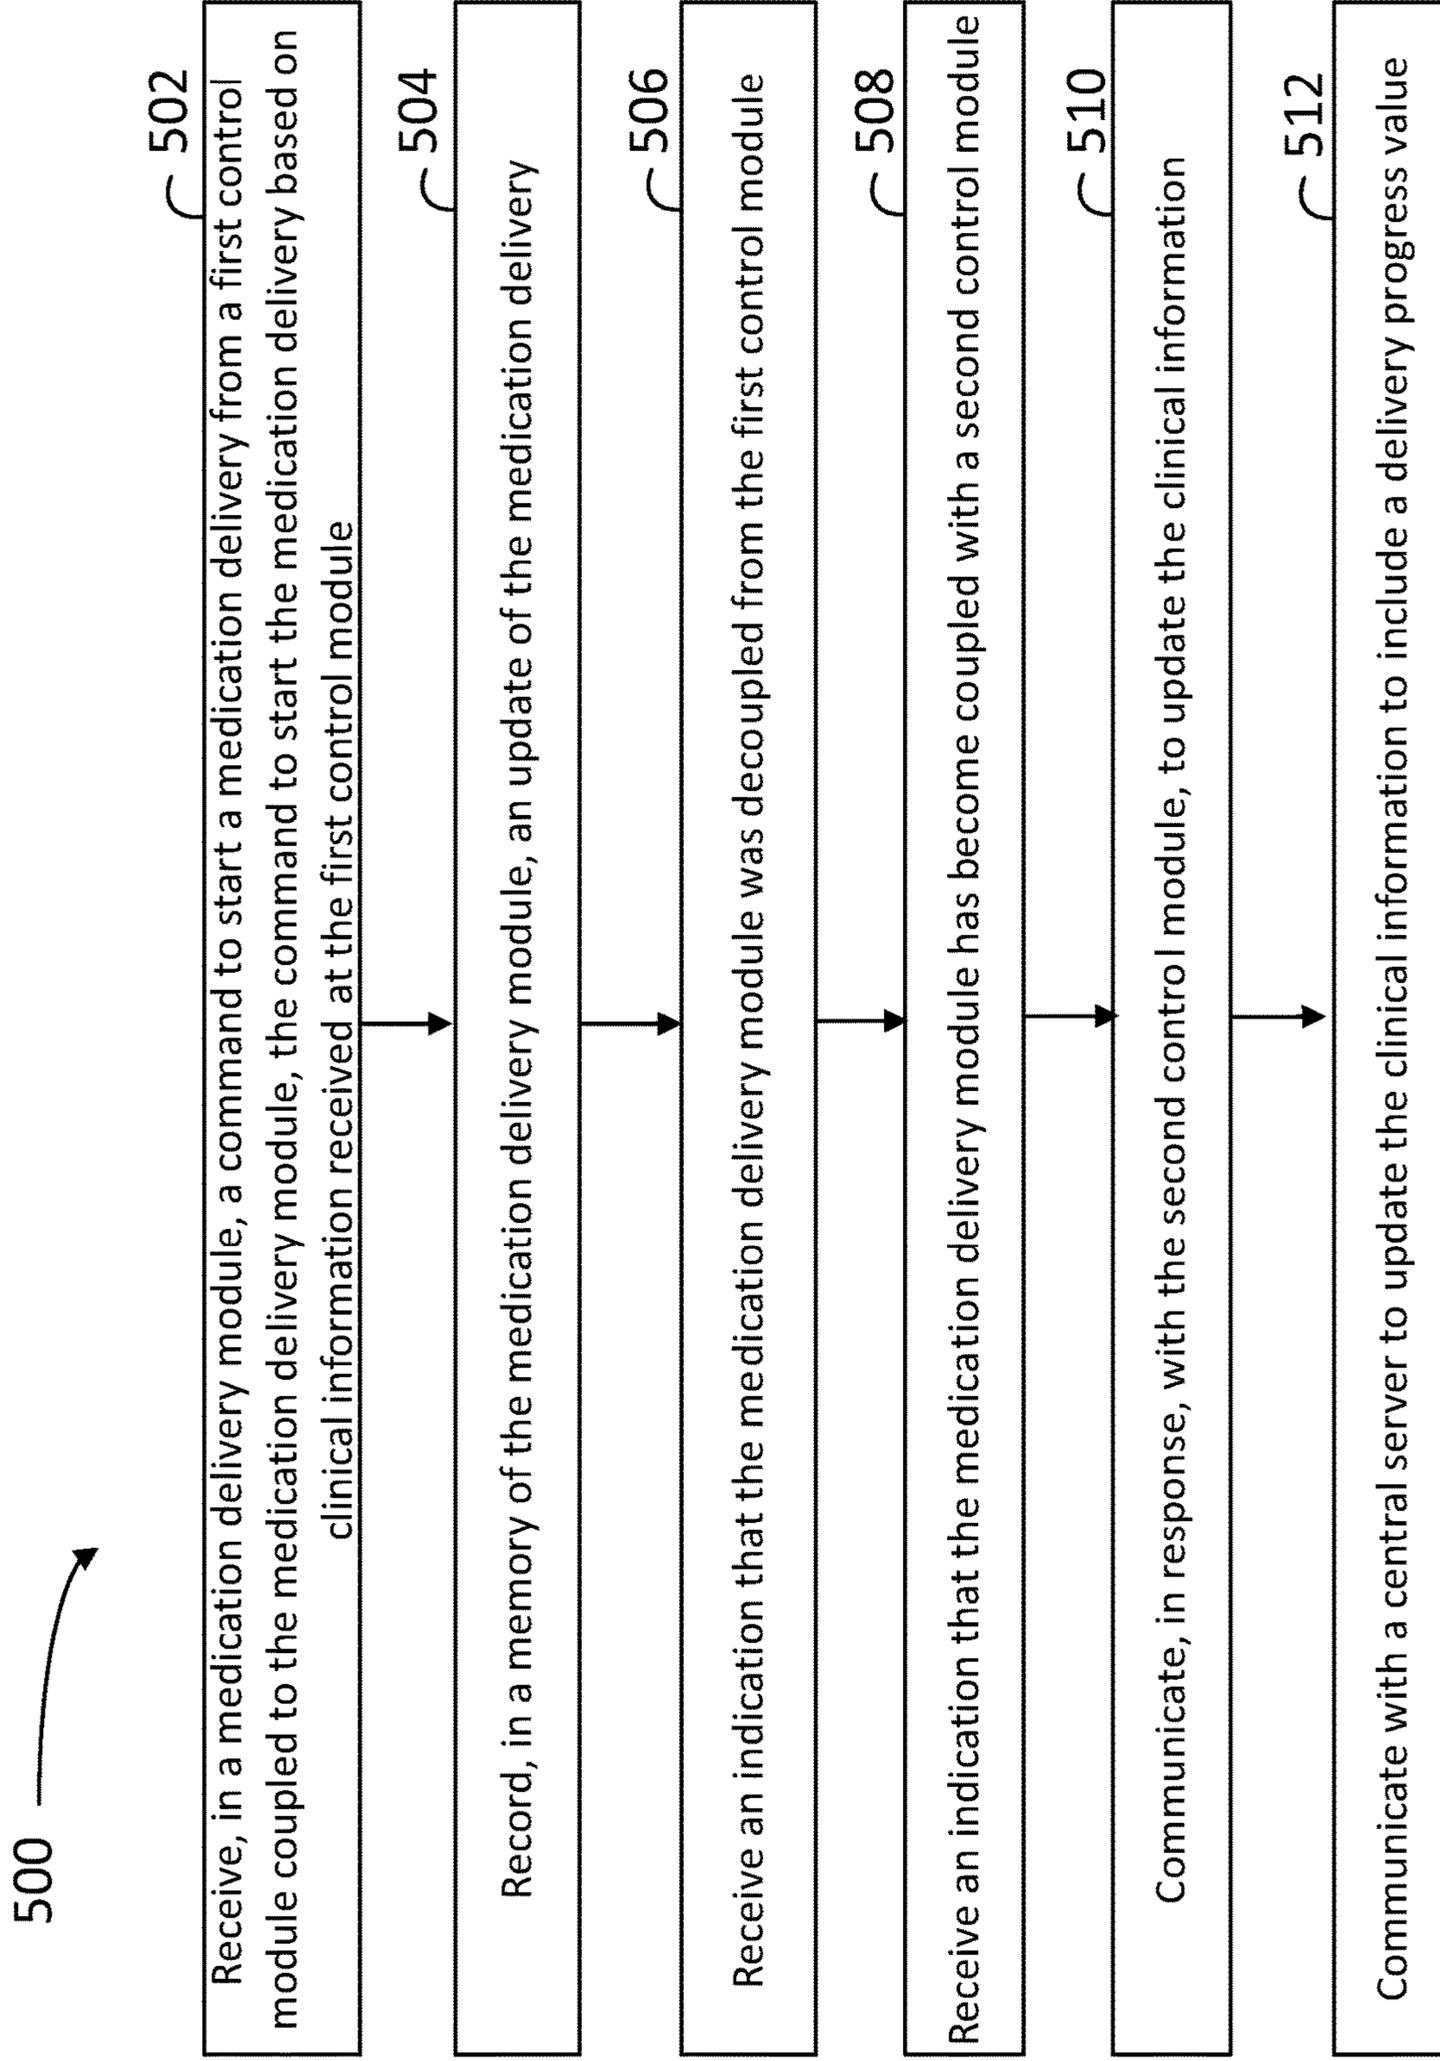 500
502
Receive, in a medication delivery module, a command to start a medication delivery from a first control
module coupled to the medication delivery module, the command to start the medication delivery based on
clinical information received at the first control module
504
Record, in a memory of the medication delivery module, an update of the medication delivery
506
Receive an indication that the medication delivery module was decoupled from the first control module
508
Receive an indication that the medication delivery module has become coupled with a second control module
510
Communicate, in response, with the second control module, to update the clinical information
512
Communicate with a central server to update the clinical information to include a delivery progress value